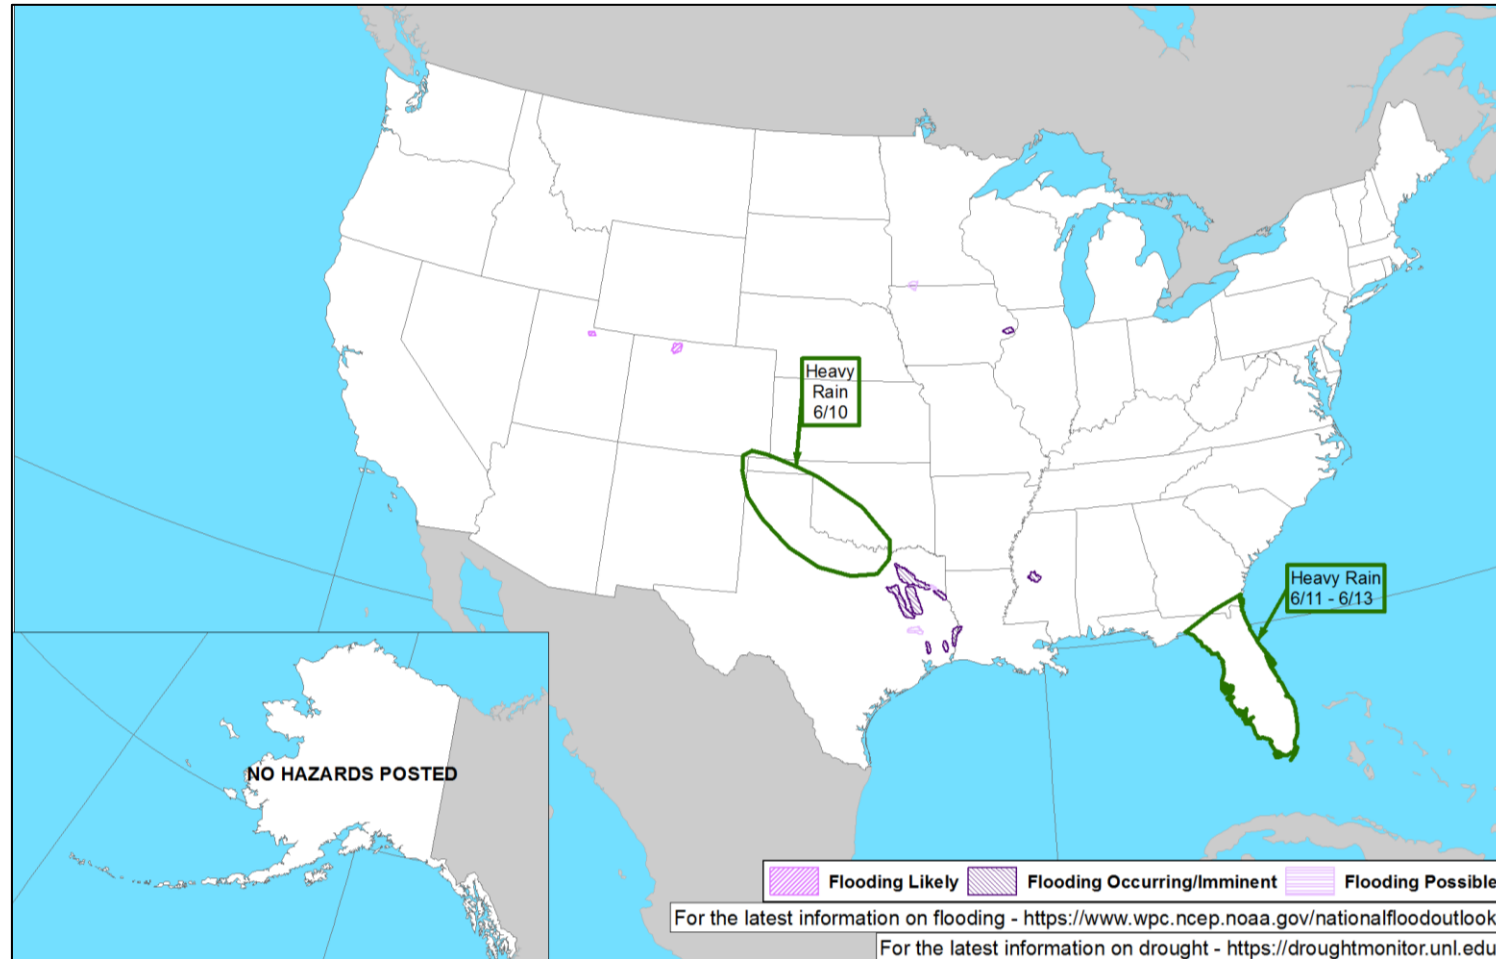 Heavy
Rain
6/10
Heavy Rain
6/11 - 6/13
NO HAZARDS POSTED
Flooding Likely
Flooding Occurring/Imminent
Flooding Possible
For the latest information on flooding - https://www.wpc.ncep.noaa.gov/nationalfloodoutlook
For the latest information on drought - https://droughtmonitor.unl.edu